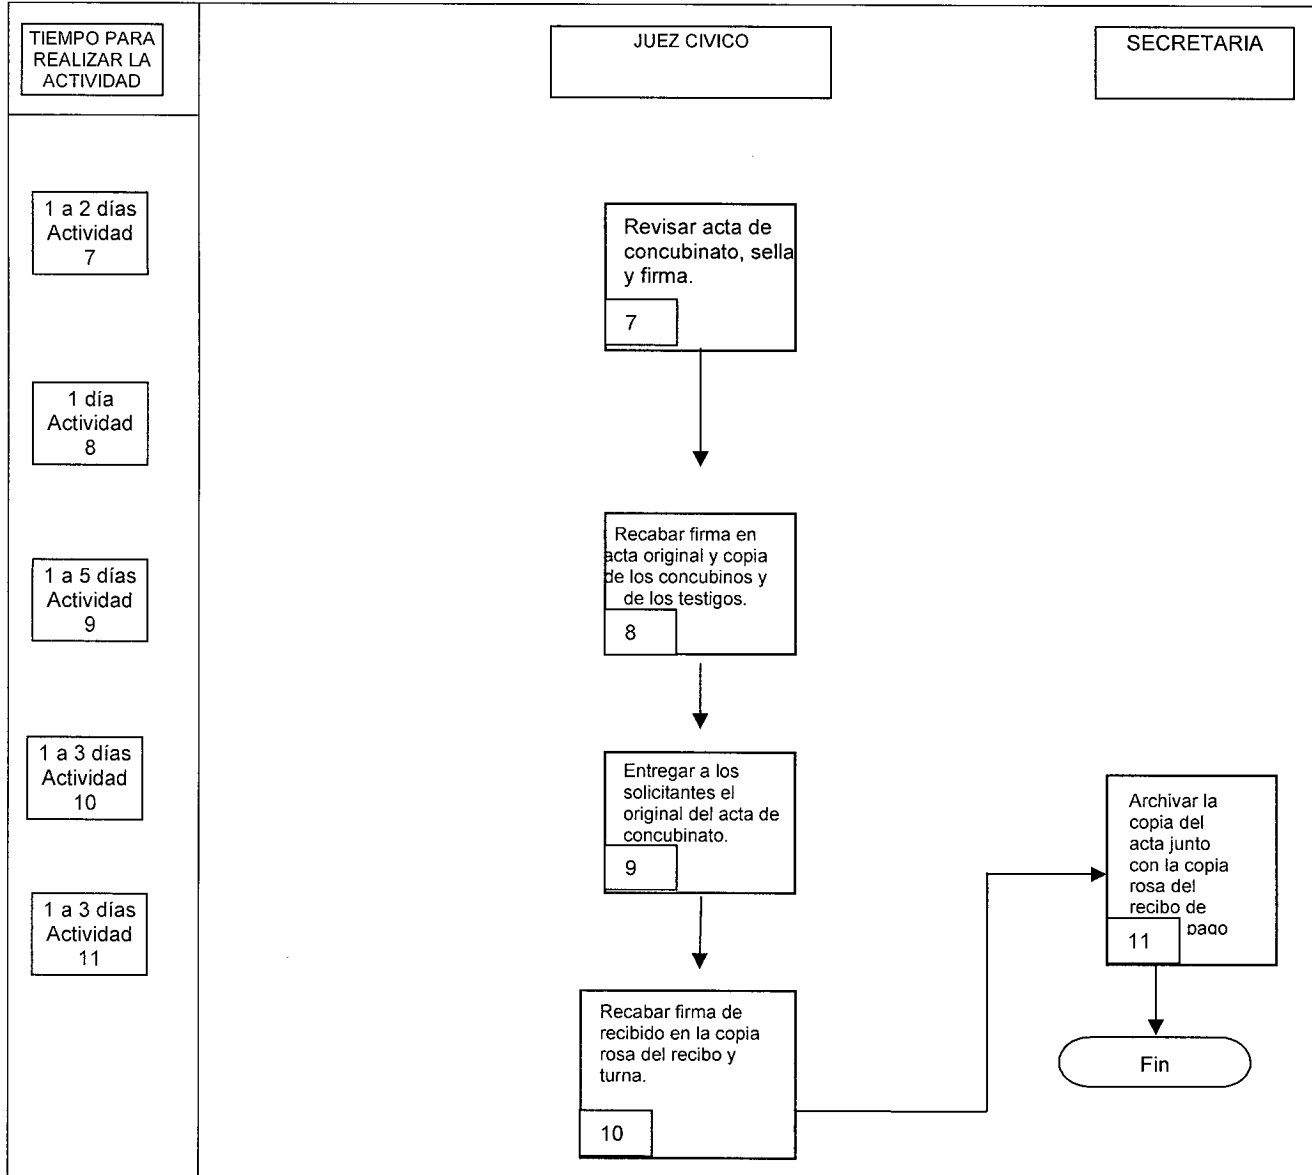 TIEMPO PARA
REALIZAR LA
ACTIVIDAD
JUEZ CIVICO
SECRETARIA
1 a 2 días
Actividad
7
Revisar acta de
concubinato, sella
y firma.
7
1 día
Actividad
8
Recabar firma en
acta original y copia
de los concubinos y
de los testigos.
8
1 a 5 días
Actividad
9
Entregar a los
solicitantes el
original del acta de
concubinato.
9
1 a 3 días
Actividad
10
Recabar firma de
recibido en la copia
rosa del recibo y
turna.
10
1 a 3 días
Actividad
11
Archivar la
copia del
acta junto
con la copia
rosa del
recibo de
pago
11
Fin